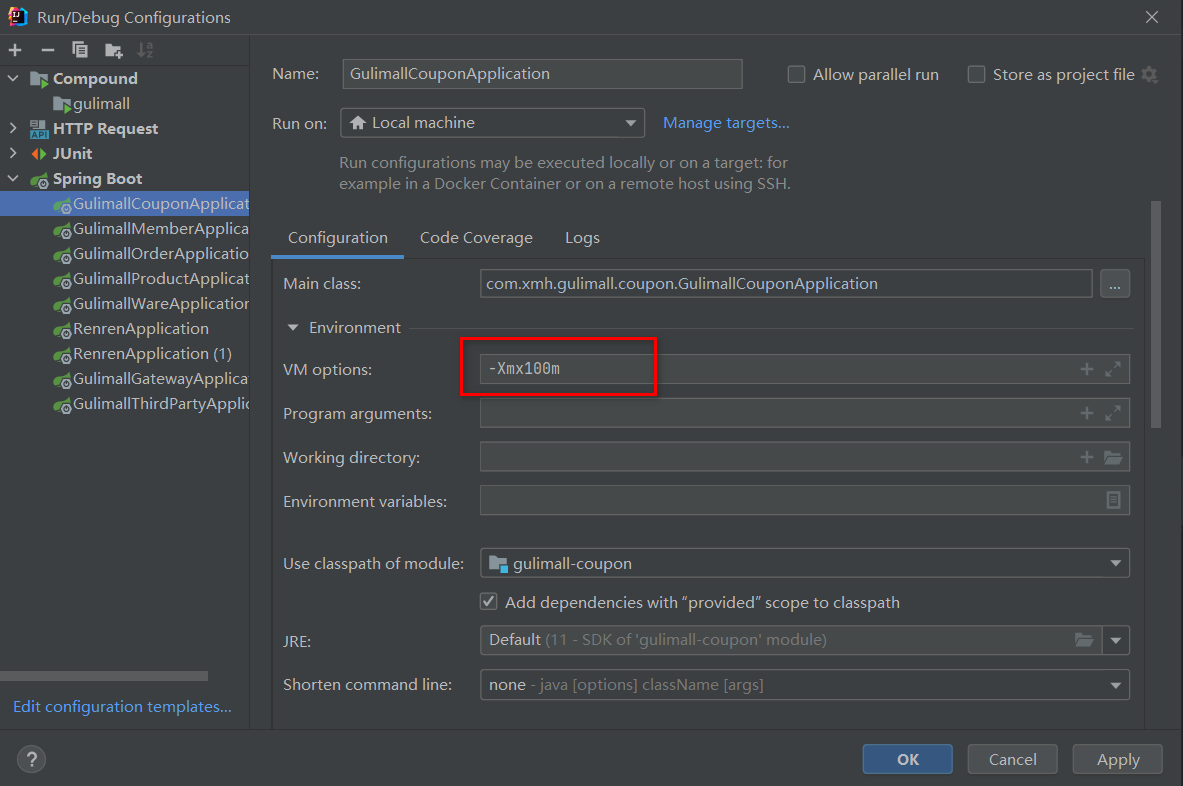 Run/Debug Configurations
Compound
gulimall
HTTP Request
JUnit
Spring Boot
GulimallCouponApplicat
GulimallMemberApplica
GulimallOrderApplicatio
GulimallProductApplicat
GulimallWareApplication
RenrenApplication
RenrenApplication (1)
GulimallGatewayApplica
GulimallThirdPartyApplic
Edit configuration templates...
Name: GulimallCouponApplication Allow parallel run Store as project file
Run on: Local machine Manage targets...
Run configurations may be executed locally or on a target: for
example in a Docker Container or on a remote host using SSH.
Configuration Code Coverage Logs
Main class: com.xmh.gulimall.coupon.GulimallCouponApplication ...
Environment
VM options: -Xmx100m
Program arguments:
Working directory:
Environment variables:
Use classpath of module: gulimall-coupon
Add dependencies with “provided” scope to classpath
JRE: Default (11 - SDK of 'gulimall-coupon' module)
Shorten command line: none - java [options] className [args]
? OK Cancel Apply